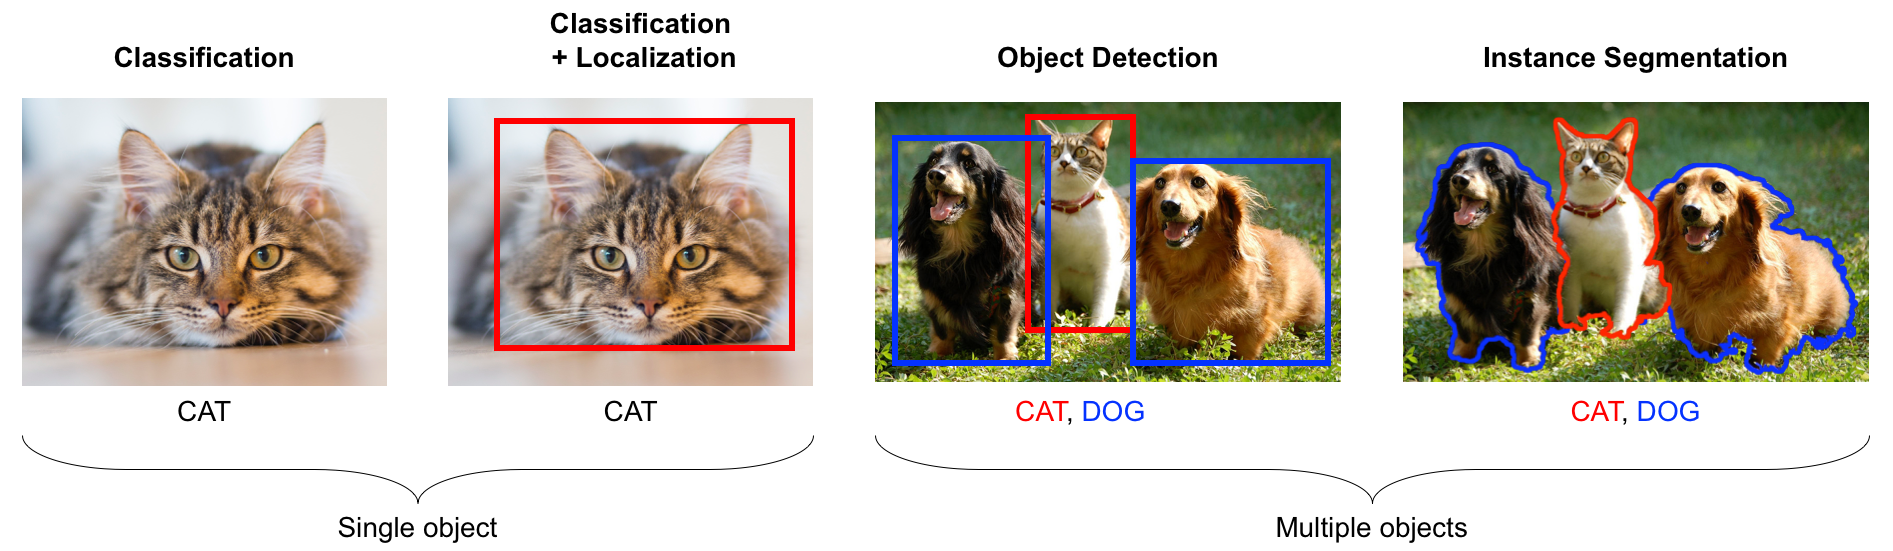 Classification
Classification
+ Localization
Object Detection
Instance Segmentation
CAT
CAT
CAT, DOG
CAT, DOG
Single object
Multiple objects